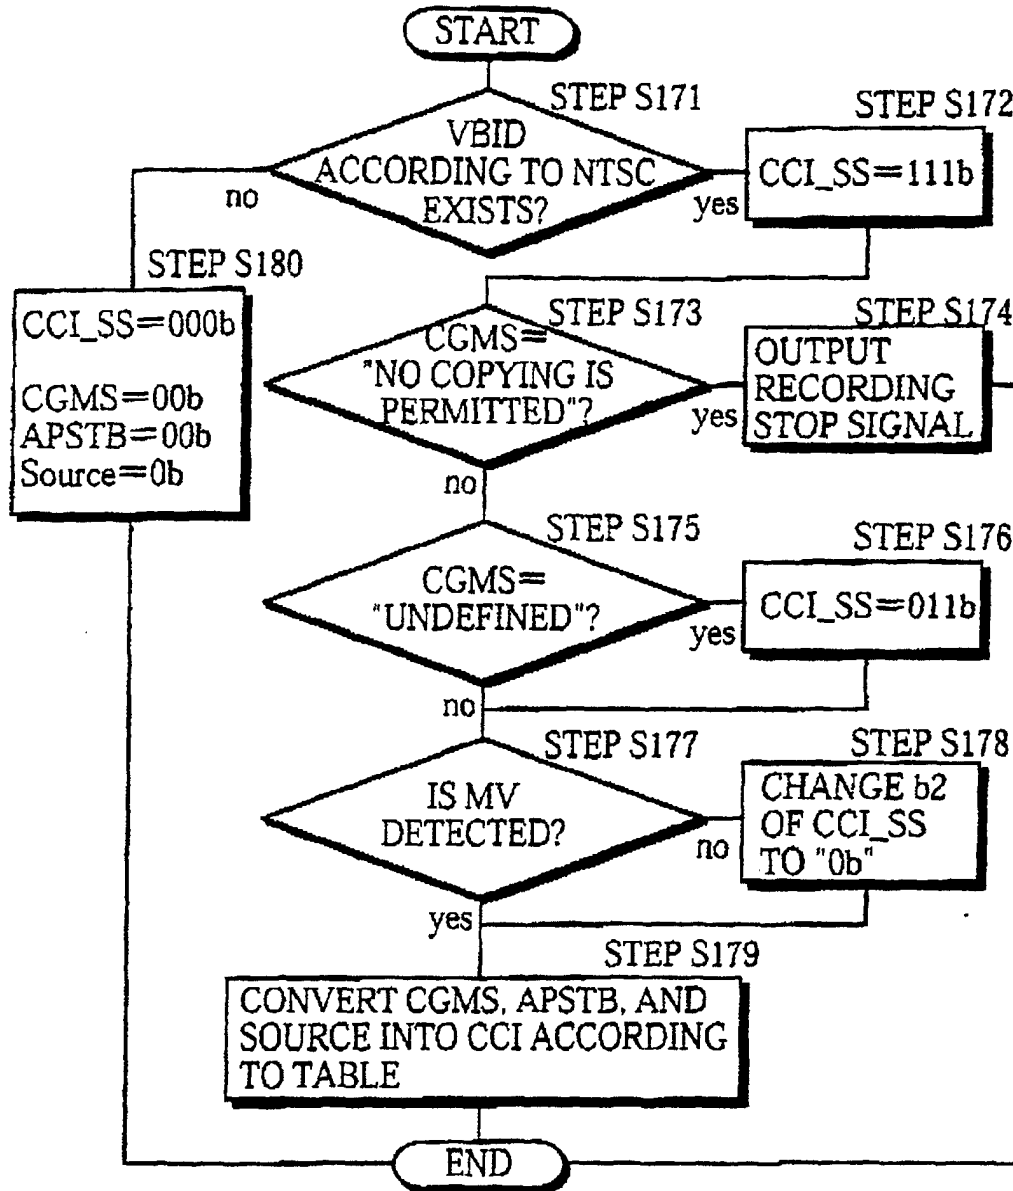 START
STEP S171
VBID
ACCORDING TO NTSC
EXISTS?
no
yes
STEP S172
CCI_SS=111b
STEP S180
CCI_SS=000b
CGMS=00b
APSTB=00b
Source=0b
STEP S173
CGMS=
"NO COPYING IS
PERMITTED"?
yes
no
STEP S174
OUTPUT
RECORDING
STOP SIGNAL
STEP S175
CGMS=
"UNDEFINED"?
yes
no
STEP S176
CCI_SS=011b
STEP S177
IS MV
DETECTED?
no
yes
STEP S178
CHANGE b2
OF CCI_SS
TO "0b"
STEP S179
CONVERT CGMS, APSTB, AND
SOURCE INTO CCI ACCORDING
TO TABLE
END